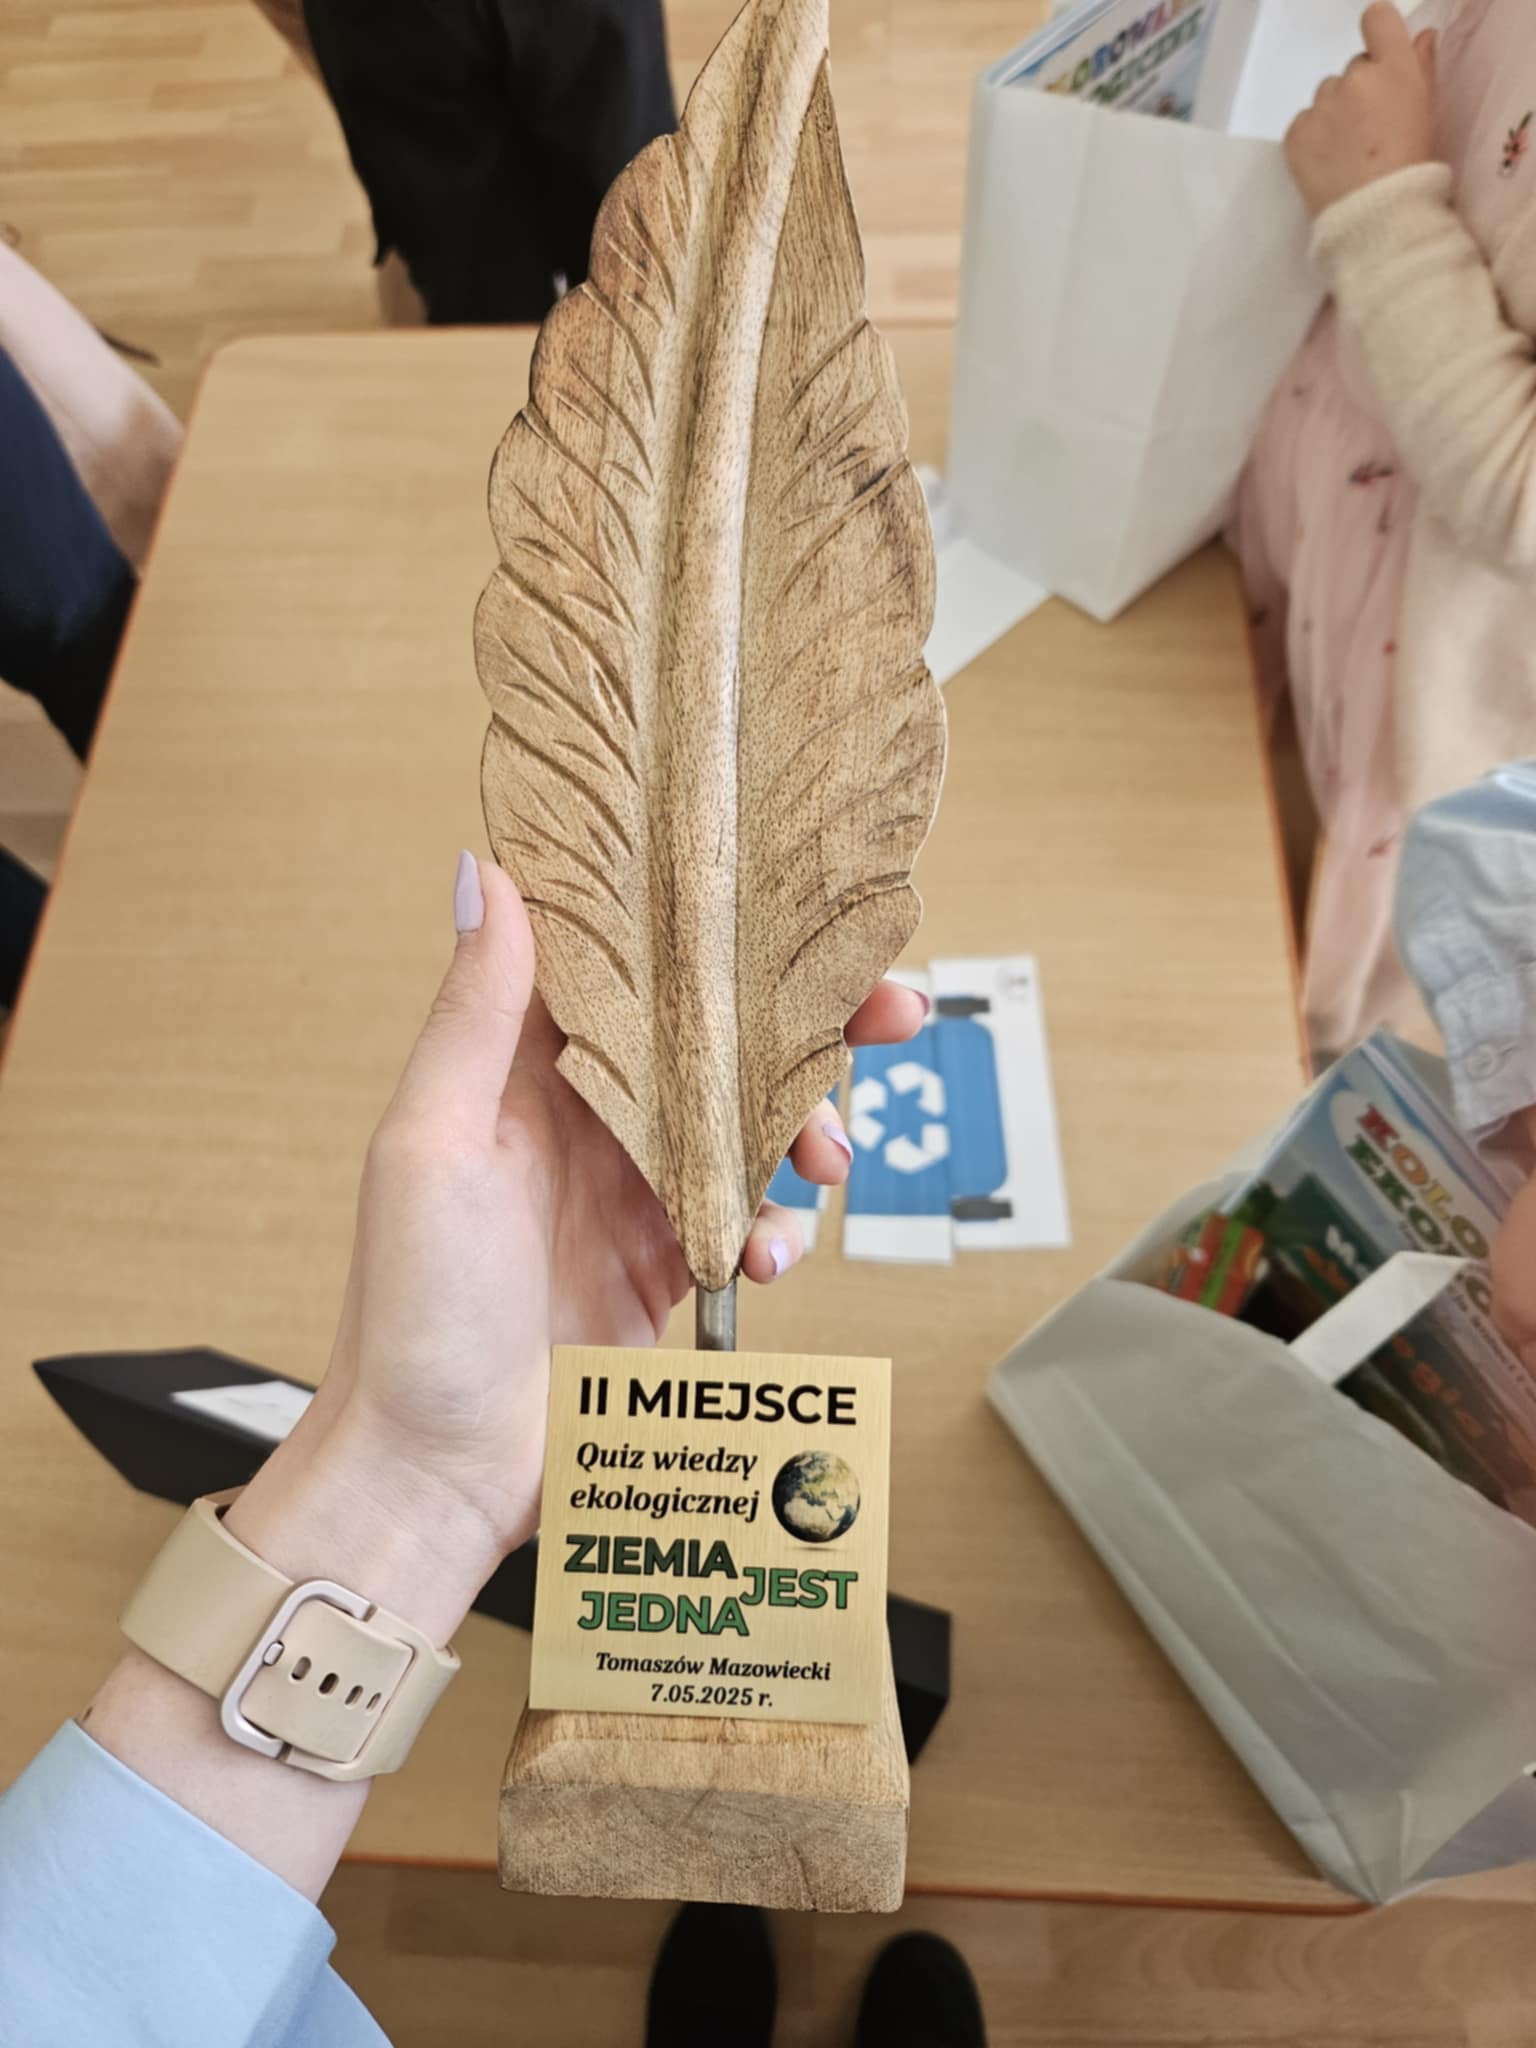 II MIEJSCE
Quiz wiedzy
ekologicznej
ZIEMIA JEST
JEDNA
Tomaszów Mazowiecki
7.05.2025 r.